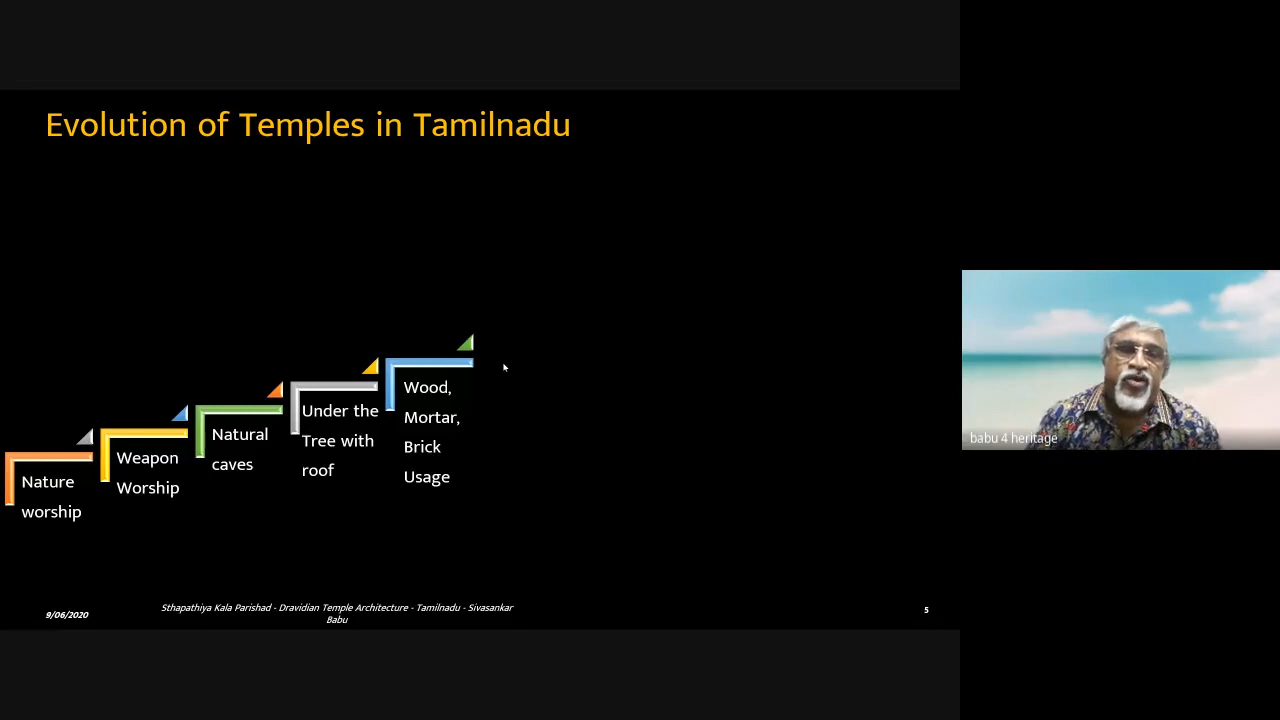 Evolution of Temples in Tamilnadu
Nature
worship
Weapon
Worship
Natural
caves
Under the
Tree with
roof
Wood,
Mortar,
Brick
Usage
9/06/2020
Sthapathiya Kala Parishad - Dravidian Temple Architecture - Tamilnadu - Sivasankar
Babu
5
babu 4 heritage